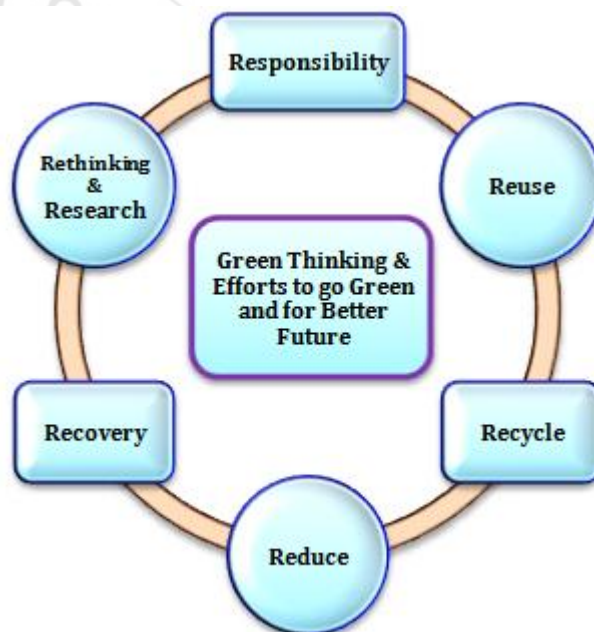 Responsibility
Rethinking
&
Research
Reuse
Green Thinking &
Efforts to go Green
and for Better
Future
Recovery
Recycle
Reduce